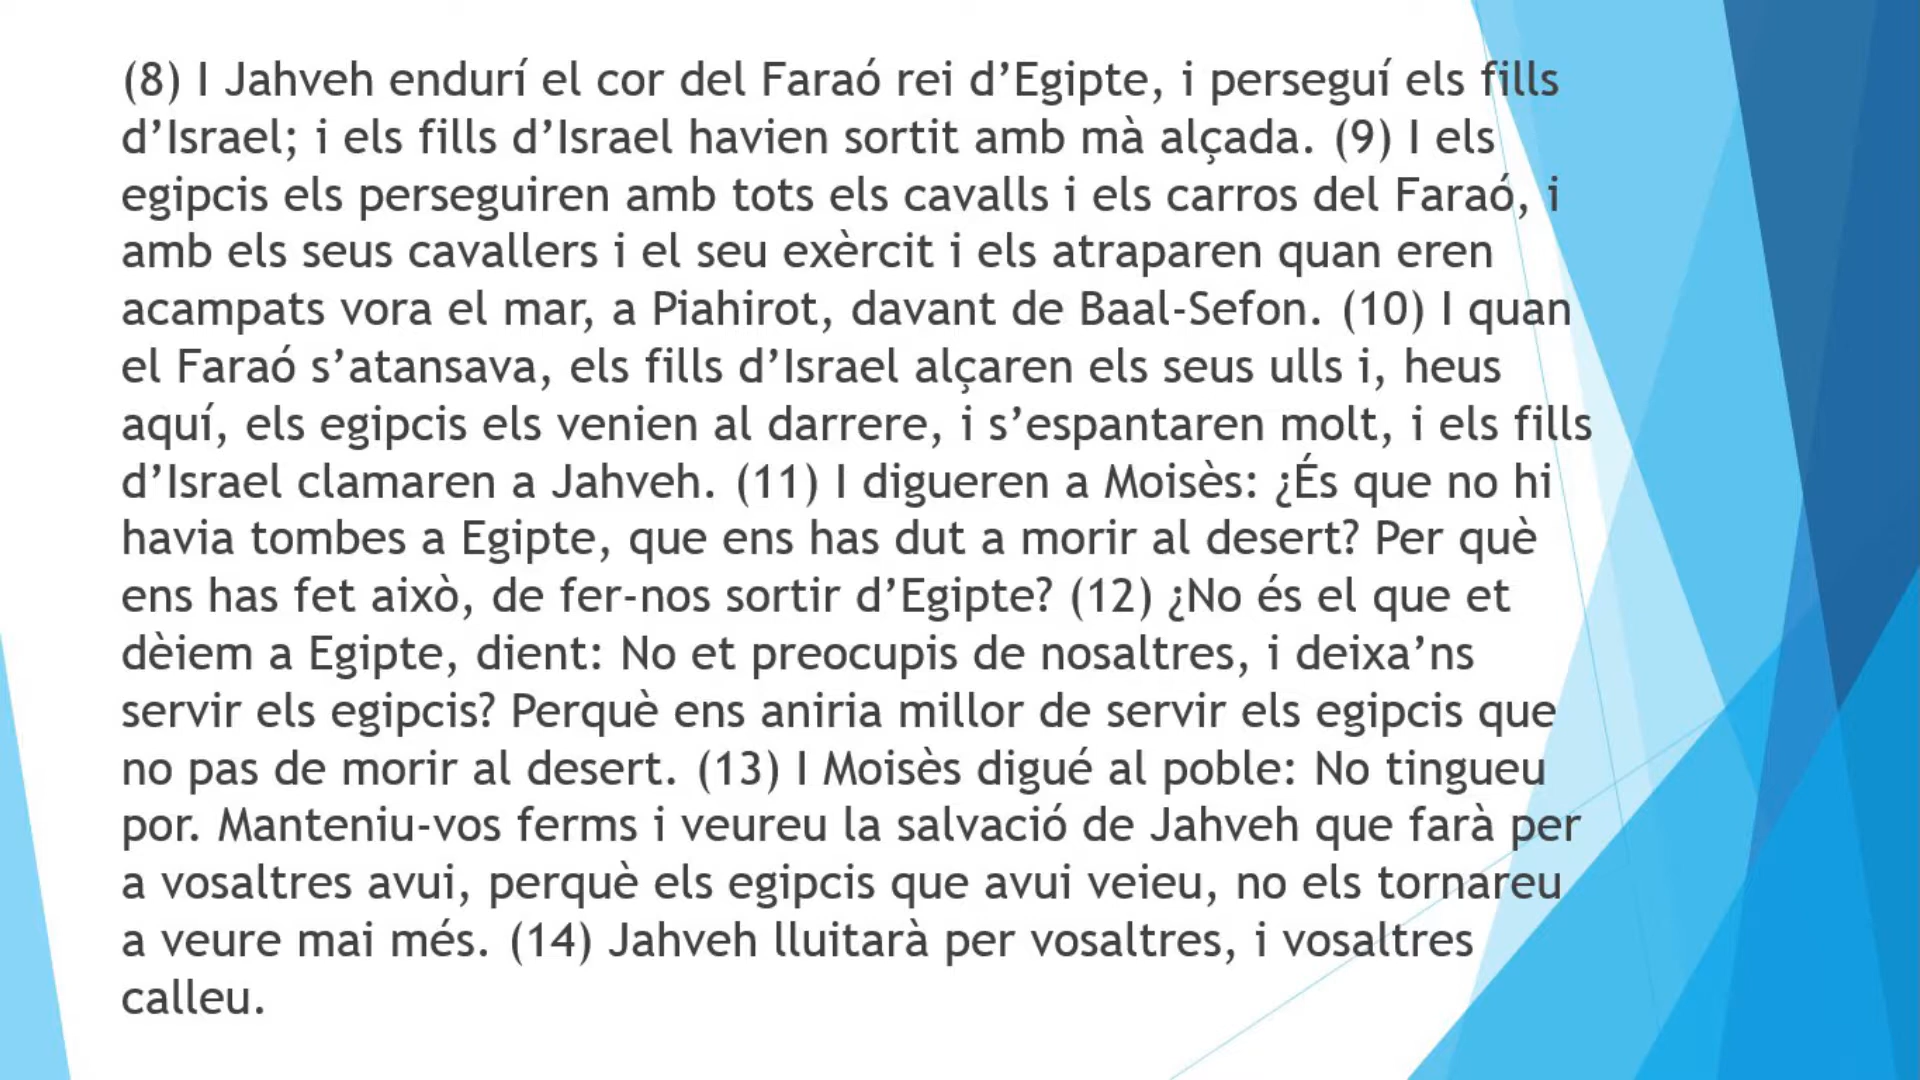 (8) I Jahveh endurí el cor del Faraó rei d’Egipte, i perseguí els fills
d’Israel; i els fills d’Israel havien sortit amb mà alçada. (9) I els
egipcis els perseguiren amb tots els cavalls i els carros del Faraó, i
amb els seus cavallers i el seu exèrcit i els atraparen quan eren
acampats vora el mar, a Piahirot, davant de Baal-Sefon. (10) I quan
el Faraó s’atansava, els fills d’Israel alçaren els seus ulls i, heus
aquí, els egipcis els venien al darrere, i s’espantaren molt, i els fills
d’Israel clamaren a Jahveh. (11) I digueren a Moisès: ¿És que no hi
havia tombes a Egipte, que ens has dut a morir al desert? Per què
ens has fet això, de fer-nos sortir d’Egipte? (12) ¿No és el que et
dèiem a Egipte, dient: No et preocupis de nosaltres, i deixa’ns
servir els egipcis? Perquè ens aniria millor de servir els egipcis que
no pas de morir al desert. (13) I Moisès digué al poble: No tingueu
por. Manteniu-vos ferms i veureu la salvació de Jahveh que farà per
a vosaltres avui, perquè els egipcis que avui veieu, no els tornareu
a veure mai més. (14) Jahveh lluitarà per vosaltres, i vosaltres
calleu.